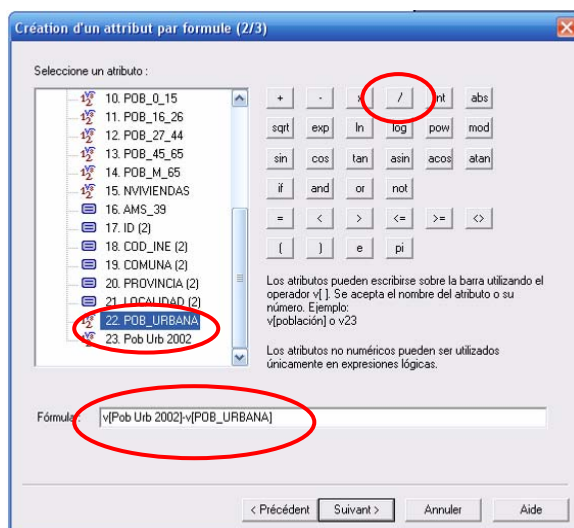 Création d'un attribut par formule (2/3)
Seleccione un atributo :
10. POB_0_15
11. POB_16_26
12. POB_27_44
13. POB_45_65
14. POB_M_65
15. NVIVIENDAS
16. AMS_39
17. ID (2)
18. COD_INE (2)
19. COMUNA (2)
20. PROVINCIA (2)
21. LOCALIDAD (2)
22. POB_URBANA
23. Pob Urb 2002
+ - x / int abs
sqrt exp ln log pow mod
sin cos tan asin acos atan
if and or not
= < > <= >= <>
( ) e pi
Los atributos pueden escribirse sobre la barra utilizando el
operador v[ ]. Se acepta el nombre del atributo o su
número. Ejemplo:
v[población] o v23
Los atributos no numéricos pueden ser utilizados
únicamente en expresiones lógicas.
Fórmula : v[Pob Urb 2002]-v[POB_URBANA]
< Précédent Suivant > Annuler Aide